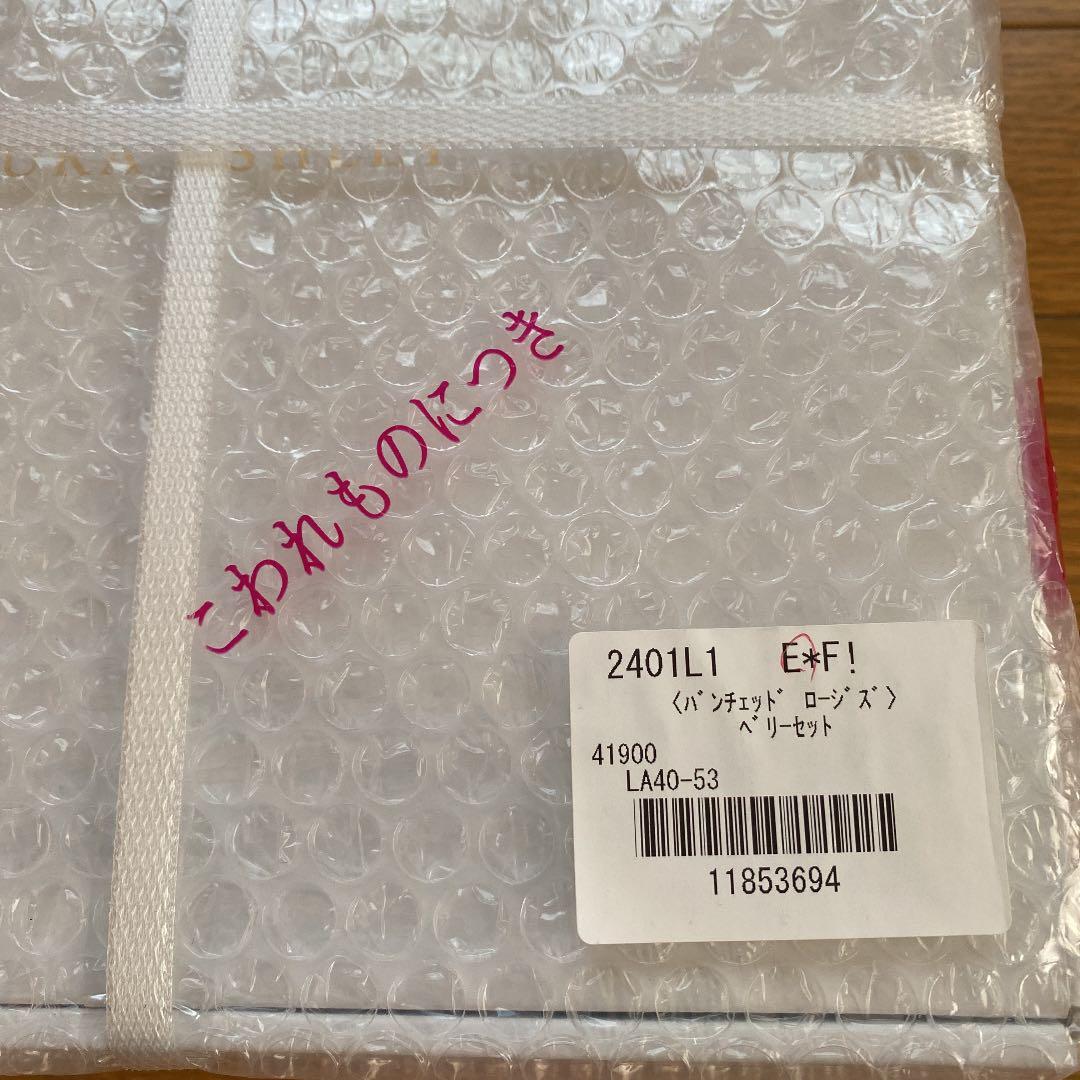 SHEET
こわれものにつき
2401L1 E*F!
〈バンチェッド ロージズ〉
ベリーセット
41900
LA40-53
11853694